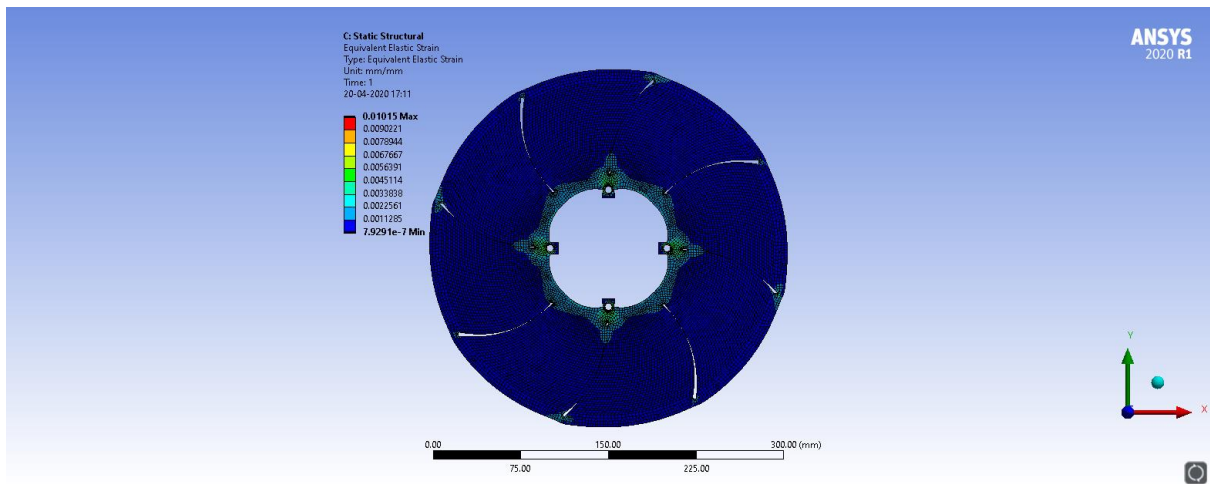 C: Static Structural
Equivalent Elastic Strain
Type: Equivalent Elastic Strain
Unit: mm/mm
Time: 1
20-04-2020 17:11
0.01015 Max
0.0090221
0.0078944
0.0067667
0.0056391
0.0045114
0.0033838
0.0022561
0.0011285
7.9291e-7 Min
ANSYS
2020 R1
Y
X
0.00 150.00 300.00 (mm)
75.00 225.00